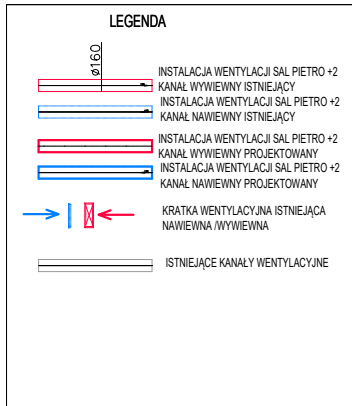 LEGENDA
ø160
INSTALACJA WENTYLACJI SAL PIETRO +2
KANAŁ WYWIEWNY ISTNIEJĄCY
INSTALACJA WENTYLACJI SAL PIETRO +2
KANAŁ NAWIEWNY ISTNIEJĄCY
INSTALACJA WENTYLACJI SAL PIETRO +2
KANAŁ WYWIEWNY PROJEKTOWANY
INSTALACJA WENTYLACJI SAL PIETRO +2
KANAŁ NAWIEWNY PROJEKTOWANY
KRATKA WENTYLACYJNA ISTNIEJĄCA
NAWIEWNA /WYWIEWNA
ISTNIEJĄCE KANAŁY WENTYLACYJNE